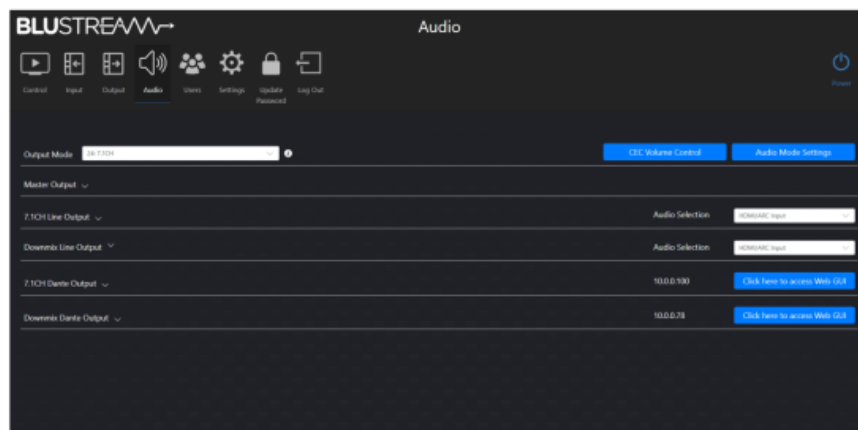 BLUSTREAM
Audio
Control
Input
Output
Audio
Users
Settings
Update Password
Log Out
Power
Output Mode
2A: 7.1CH
CEC Volume Control
Audio Mode Settings
Master Output
7.1CH Line Output
Audio Selection
HDMI/ARC Input
Downmix Line Output
Audio Selection
HDMI/ARC Input
7.1CH Dante Output
10.0.0.100
Click here to access Web GUI
Downmix Dante Output
10.0.0.78
Click here to access Web GUI